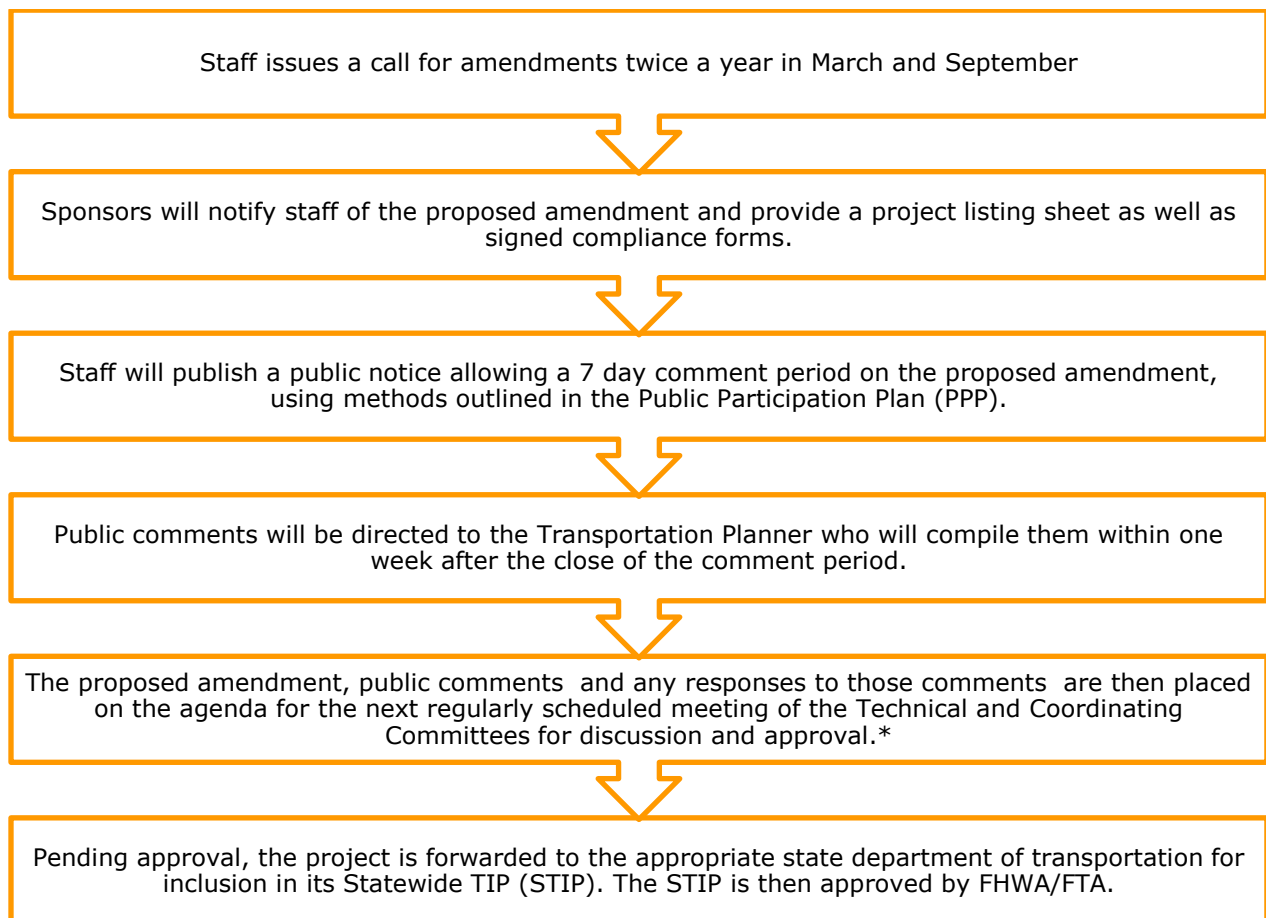 Staff issues a call for amendments twice a year in March and September
Sponsors will notify staff of the proposed amendment and provide a project listing sheet as well as
signed compliance forms.
Staff will publish a public notice allowing a 7 day comment period on the proposed amendment,
using methods outlined in the Public Participation Plan (PPP).
Public comments will be directed to the Transportation Planner who will compile them within one
week after the close of the comment period.
The proposed amendment, public comments and any responses to those comments are then placed
on the agenda for the next regularly scheduled meeting of the Technical and Coordinating
Committees for discussion and approval.*
Pending approval, the project is forwarded to the appropriate state department of transportation for
inclusion in its Statewide TIP (STIP). The STIP is then approved by FHWA/FTA.